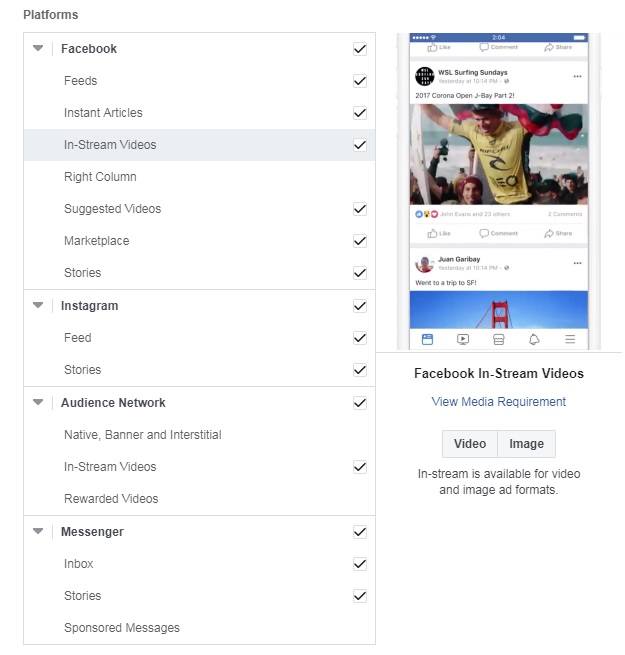 Platforms
Facebook
Feeds
Instant Articles
In-Stream Videos
Right Column
Suggested Videos
Marketplace
Stories
Instagram
Feed
Stories
Audience Network
Native, Banner and Interstitial
In-Stream Videos
Rewarded Videos
Messenger
Inbox
Stories
Sponsored Messages
2:04
Like Comment Share
WSL Surfing Sundays
Yesterday at 10:14 PM
2017 Corona Open J-Bay Part 2!
John Evans and 23 others 2 Comments
Like Comment Share
Juan Garibay
Yesterday at 10:14 PM
Went to a trip to SF!
Facebook In-Stream Videos
View Media Requirement
Video Image
In-stream is available for video
and image ad formats.